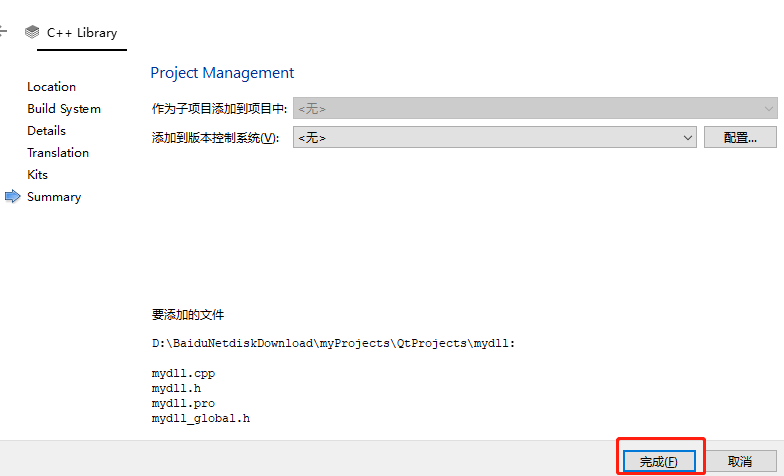 C++ Library
Location
Build System
Details
Translation
Kits
Summary
Project Management
作为子项目添加到项目中: <无>
添加到版本控制系统(V): <无> 配置...
要添加的文件
D:\BaiduNetdiskDownload\myProjects\QtProjects\mydll:
mydll.cpp
mydll.h
mydll.pro
mydll_global.h
完成(F) 取消